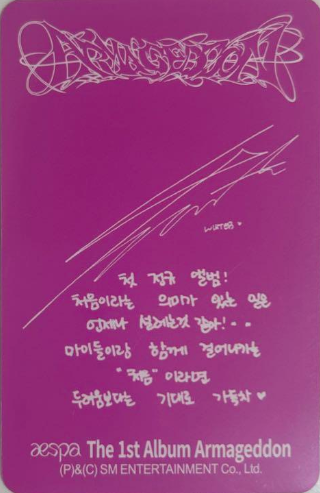 ARMAGEDDON
WINTER
첫 정규 앨범!
처음이라는 의미가 있는 일은
언제나 설레는것 같아!..
마이들이랑 함께 걸어나가는
"처음" 이라면
두려움보다는 기대로 가득차 ♥
aespa The 1st Album Armageddon
(P)&(C) SM ENTERTAINMENT Co., Ltd.